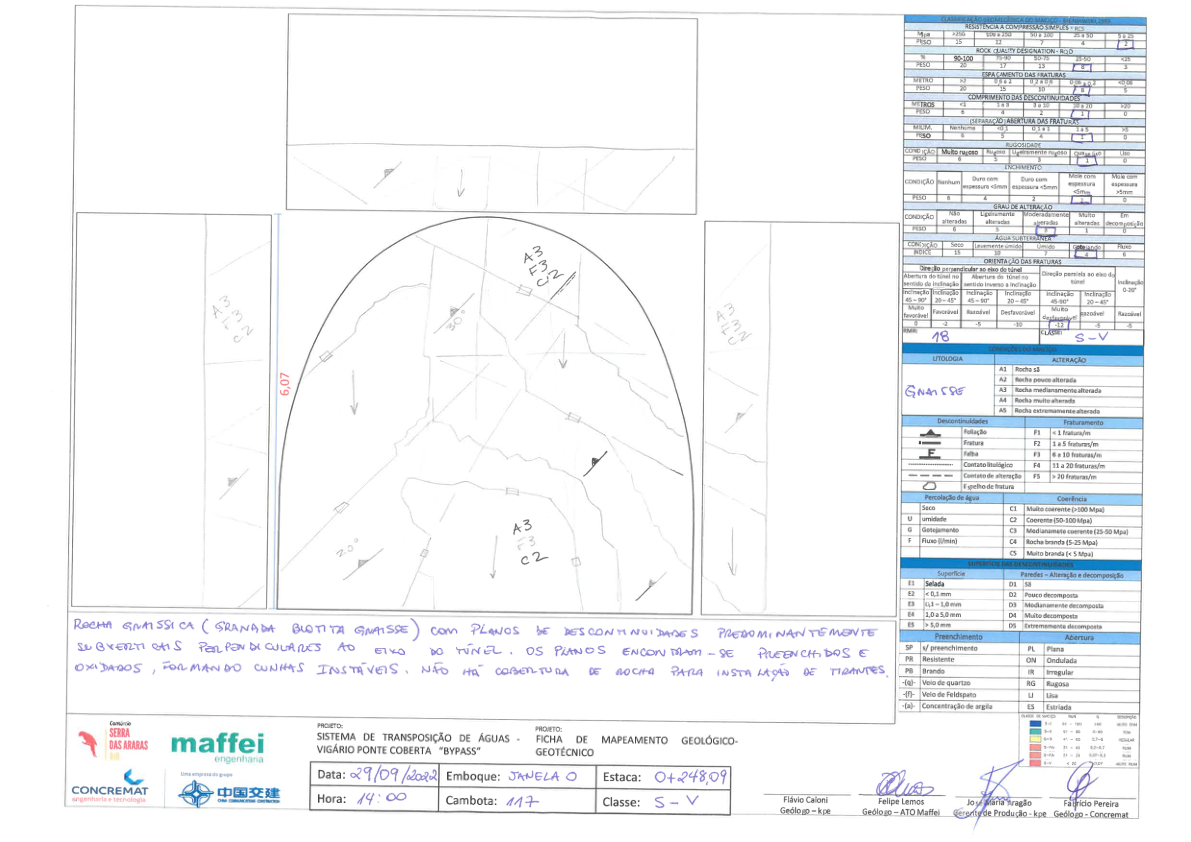 CLASSIFICAÇÃO GEOMECÂNICA DO MACIÇO - BIENIAWSKI, 1989
RESISTÊNCIA A COMPRESSÃO SIMPLES - RCS
Mpa >250 100 a 250 50 a 100 25 a 50 5 a 25
PESO 15 12 7 4 2
ROCK QUALITY DESIGNATION - RQD
% 90-100 75-90 50-75 25-50 <25
PESO 20 17 13 8 3
ESPAÇAMENTO DAS FRATURAS
METRO >2 0,6 a 2 0,2 a 0,6 0,06 a 0,2 <0,06
PESO 20 15 10 8 5
COMPRIMENTO DAS DESCONTINUIDADES
METROS <1 1 a 3 3 a 10 10 a 20 >20
PESO 6 4 2 1 0
(SEPARAÇÃO) ABERTURA DAS FRATURAS
MILIM. Nenhuma <0,1 0,1 a 1 1 a 5 >5
PESO 6 5 4 1 0
RUGOSIDADE
CONDIÇÃO Muito rugoso Rugoso Ligeiramente rugoso Quase liso Liso
PESO 6 5 3 1 0
ENCHIMENTO
CONDIÇÃO Nenhum Duro com espessura <5mm Duro com espessura <5mm Mole com espessura <5mm Mole com espessura >5mm
PESO 6 4 2 0
GRAU DE ALTERAÇÃO
CONDIÇÃO Não alteradas Ligeiramente alteradas Moderadamente alteradas Muito alteradas Em decomposição
PESO 6 5 3 1 0
ÁGUA SUBTERRÂNEA
CONDIÇÃO Seco Levemente úmido Úmido Gotejando Fluxo
ÍNDICE 15 10 7 4 6
ORIENTAÇÃO DAS FRATURAS
Direção perpendicular ao eixo do túnel Direção paralela ao eixo do túnel Inclinação 0-20°
Abertura do túnel no sentido da inclinação Abertura do túnel no sentido inverso à inclinação
Inclinação 45 – 90° Inclinação 20 – 45° Inclinação 45 – 90° Inclinação 20 – 45° Inclinação 45-90° Inclinação 20 – 45°
Muito favorável Favorável Razoável Desfavorável Muito desfavorável Razoável Razoável
0 -2 -5 -10 -12 -5 -5
RMR: 18 CLASSE: S-V
LITOLOGIA ALTERAÇÃO
GNAISSE
A1 Rocha sã
A2 Rocha pouco alterada
A3 Rocha medianamente alterada
A4 Rocha muito alterada
A5 Rocha extremamente alterada
Descontinuidades Fraturamento
Foliação F1 < 1 fratura/m
Fratura F2 1 a 5 fraturas/m
F Falha F3 6 a 10 fraturas/m
Contato litológico F4 11 a 20 fraturas/m
Contato de alteração F5 > 20 fraturas/m
Espelho de fratura
Percolação de água Coerência
Seco C1 Muito coerente (>100 Mpa)
U umidade C2 Coerente (50-100 Mpa)
G Gotejamento C3 Medianamete coerente (25-50 Mpa)
F Fluxo (l/min) C4 Rocha branda (5-25 Mpa)
C5 Muito branda (< 5 Mpa)
SUPERFÍCIE DAS DESCONTINUIDADES
Superfície Paredes – Alteração e decomposição
E1 Selada D1 Sã
E2 < 0,1 mm D2 Pouco decomposta
E3 0,1 – 1,0 mm D3 Medianamente decomposta
E4 1,0 a 5,0 mm D4 Muito decomposta
E5 > 5,0 mm D5 Extremamente decomposta
Preenchimento Abertura
SP s/ preenchimento PL Plana
PR Resistente ON Ondulada
PB Brando IR Irregular
-(q)- Veio de quartzo RG Rugosa
-(f)- Veio de Feldspato LI Lisa
-(a)- Concentração de argila ES Estriada
A3 F3 C2
A3 F3 C2
A3 F3 C2
30°
6,07
A3 F3 C2
20°
ROCHA GNAISSICA (GRANADA BIOTITA GNAISSE) COM PLANOS DE DESCONTINUIDADES PREDOMINANTEMENTE
SUBVERTICAIS PERPENDICULARES AO EIXO DO TÚNEL. OS PLANOS ENCONTRAM-SE PREENCHIDOS E
OXIDADOS, FORMANDO CUNHAS INSTÁVEIS. NÃO HÁ COBERTURA DE ROCHA PARA INSTALAÇÃO DE TIRANTES.
Consórcio
SERRA
DAS ARARAS
maffei
engenharia
CONCREMAT
engenharia e tecnologia
Uma empresa do grupo
中国交建
CHINA COMMUNICATIONS CONSTRUCTION
PROJETO:
SISTEMA DE TRANSPOSIÇÃO DE ÁGUAS -
VIGÁRIO PONTE COBERTA “BYPASS”
PROJETO:
FICHA DE MAPEAMENTO GEOLÓGICO-
GEOTÉCNICO
Data: 29/09/2022 Emboque: JANELA O Estaca: 0+248,09
Hora: 14:00 Cambota: 117 Classe: S-V
Flávio Caloni
Geólogo – kpe
Felipe Lemos
Geólogo – ATO Maffei
José Maria Aragão
Gerente de Produção - kpe
Fabrício Pereira
Geólogo - Concremat